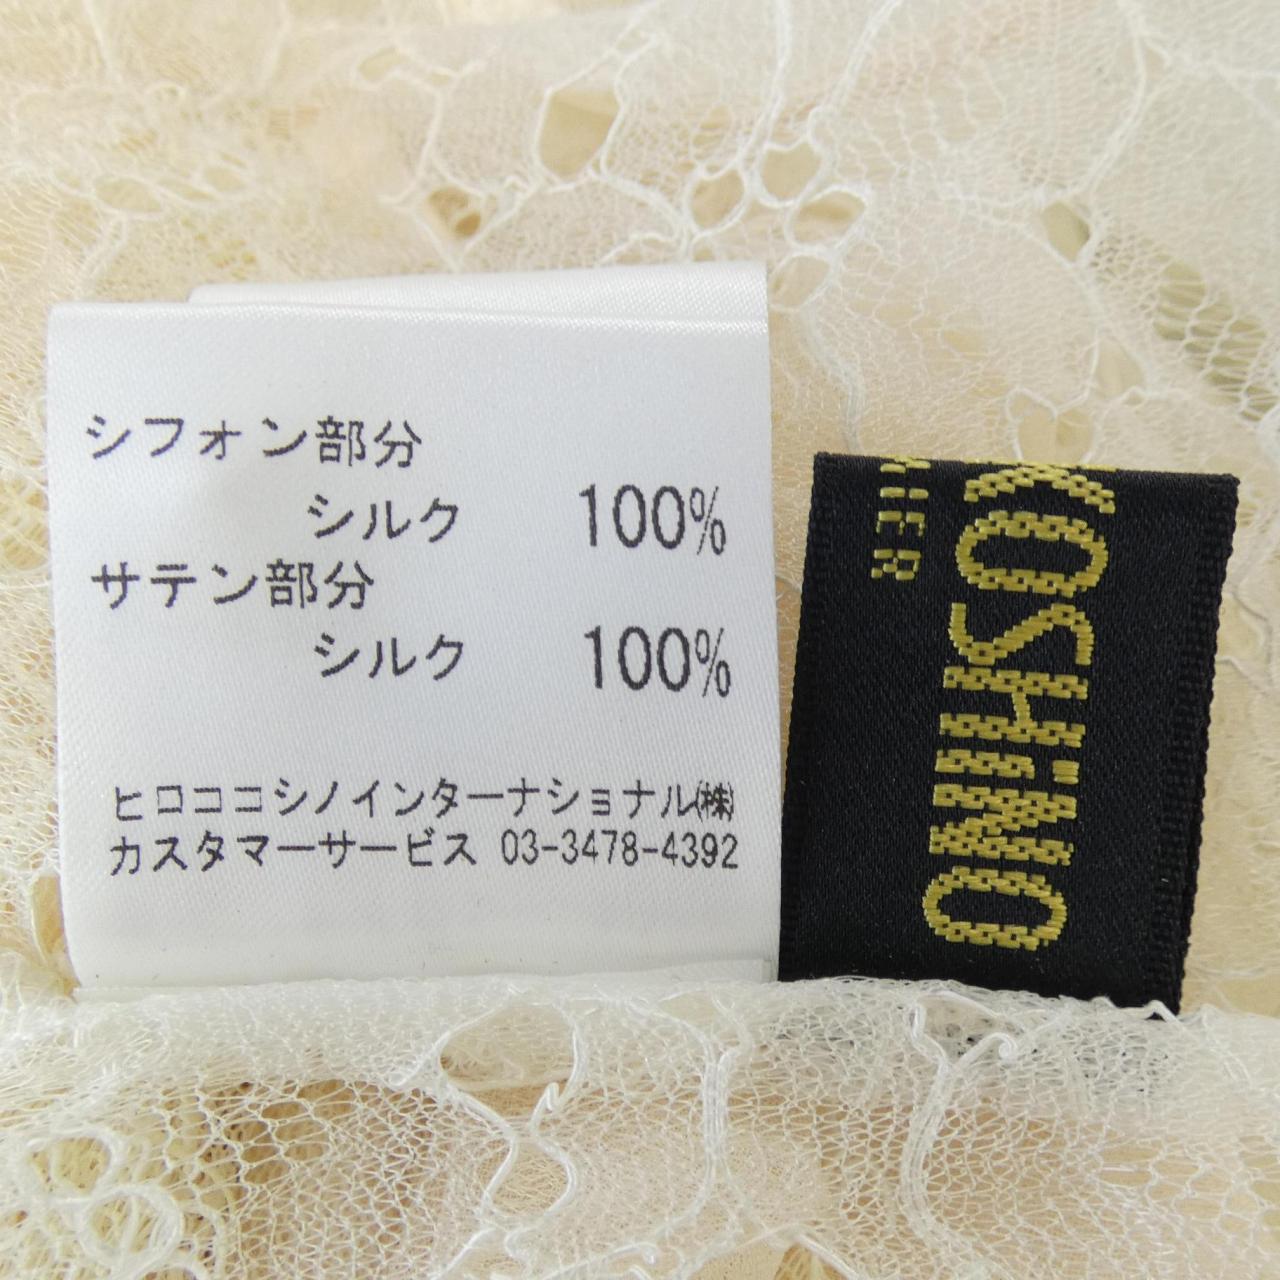 シフォン部分
シルク 100%
サテン部分
シルク 100%
ヒロココシノインターナショナル(株)
カスタマーサービス 03-3478-4392
OSHINO
IER